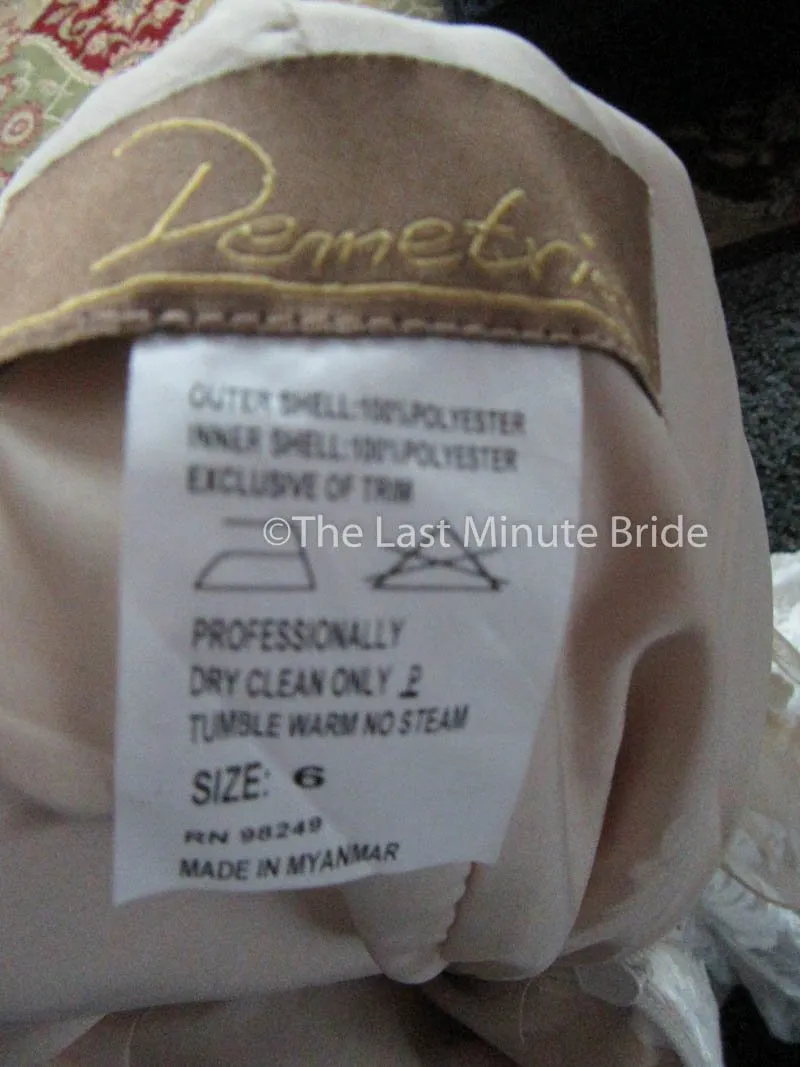 Demetri
OUTER SHELL:100%POLYESTER
INNER SHELL:100%POLYESTER
EXCLUSIVE OF TRIM
©The Last Minute Bride
PROFESSIONALLY
DRY CLEAN ONLY P
TUMBLE WARM NO STEAM
SIZE: 6
RN 98249
MADE IN MYANMAR